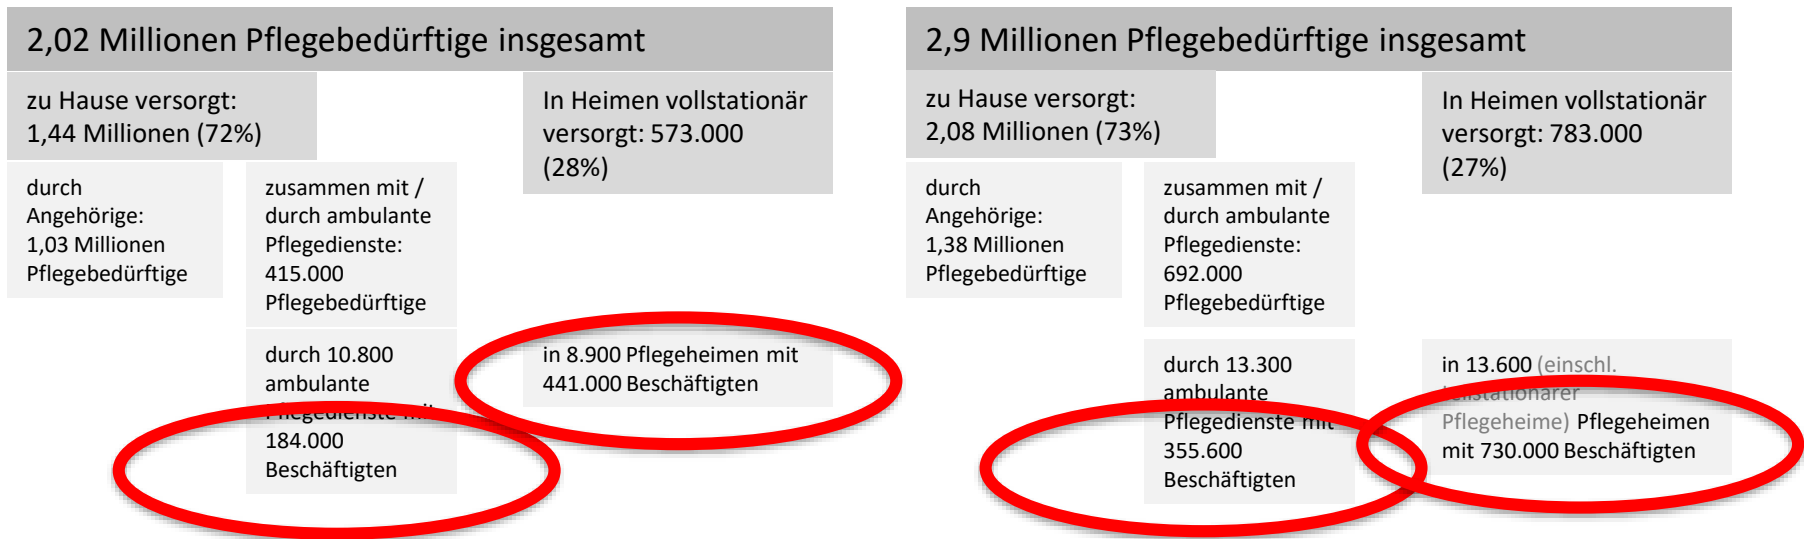 2,02 Millionen Pflegebedürftige insgesamt
zu Hause versorgt:
1,44 Millionen (72%)
In Heimen vollstationär
versorgt: 573.000
(28%)
durch
Angehörige:
1,03 Millionen
Pflegebedürftige
zusammen mit /
durch ambulante
Pflegedienste:
415.000
Pflegebedürftige
durch 10.800
ambulante
Pflegedienste mit
184.000
Beschäftigten
in 8.900 Pflegeheimen mit
441.000 Beschäftigten
2,9 Millionen Pflegebedürftige insgesamt
zu Hause versorgt:
2,08 Millionen (73%)
In Heimen vollstationär
versorgt: 783.000
(27%)
durch
Angehörige:
1,38 Millionen
Pflegebedürftige
zusammen mit /
durch ambulante
Pflegedienste:
692.000
Pflegebedürftige
durch 13.300
ambulante
Pflegedienste mit
355.600
Beschäftigten
in 13.600 (einschl.
teilstationärer
Pflegeheime) Pflegeheimen
mit 730.000 Beschäftigten